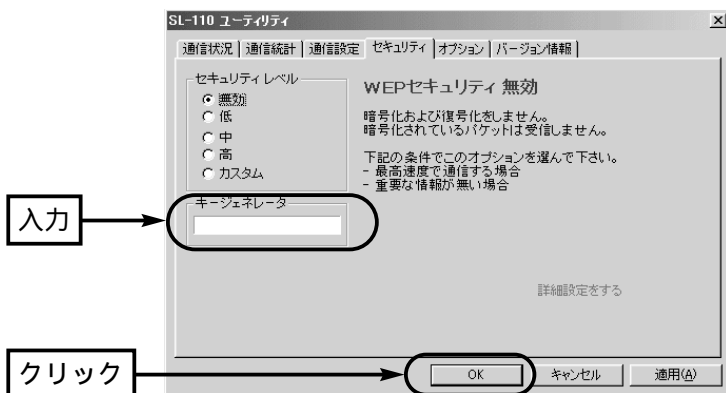 SL-110 ユーティリティ
通信状況 通信統計 通信設定 セキュリティ オプション バージョン情報
セキュリティ レベル
無効
低
中
高
カスタム
WEPセキュリティ 無効
暗号化および復号化をしません。
暗号化されているパケットは受信しません。
下記の条件でこのオプションを選んで下さい。
- 最高速度で通信する場合
- 重要な情報が無い場合
入力
キージェネレータ
詳細設定をする
クリック
OK キャンセル 適用(A)